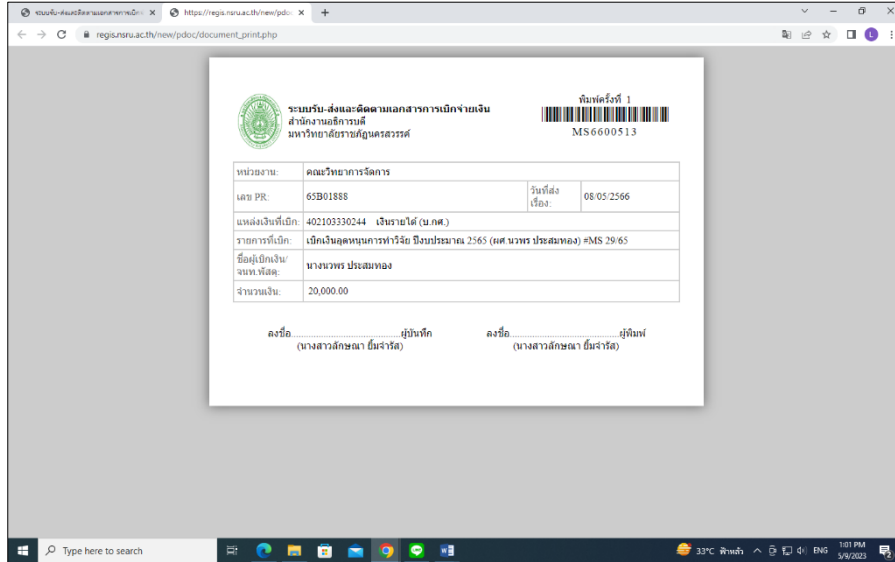 ระบบรับ-ส่งและติดตามเอกสารการเบิก
https://regis.nsru.ac.th/new/pdoc
regis.nsru.ac.th/new/pdoc/document_print.php
L
ระบบรับ-ส่งและติดตามเอกสารการเบิกจ่ายเงิน
สำนักงานอธิการบดี
มหาวิทยาลัยราชภัฏนครสวรรค์
พิมพ์ครั้งที่ 1
MS6600513
หน่วยงาน: คณะวิทยาการจัดการ
เลข PR: 65B01888 วันที่ส่งเรื่อง: 08/05/2566
แหล่งเงินที่เบิก: 402103330244 เงินรายได้ (บ.กศ.)
รายการที่เบิก: เบิกเงินอุดหนุนการทำวิจัย ปีงบประมาณ 2565 (ผศ.นวพร ประสมทอง) #MS 29/65
ชื่อผู้เบิกเงิน/จนท.พัสดุ: นางนวพร ประสมทอง
จำนวนเงิน: 20,000.00
ลงชื่อ..............................ผู้บันทึก ลงชื่อ..............................ผู้พิมพ์
(นางสาวลักษณา ยิ้มจำรัส) (นางสาวลักษณา ยิ้มจำรัส)
Type here to search
33°C ฟ้าหลัว ENG 1:01 PM
5/9/2023